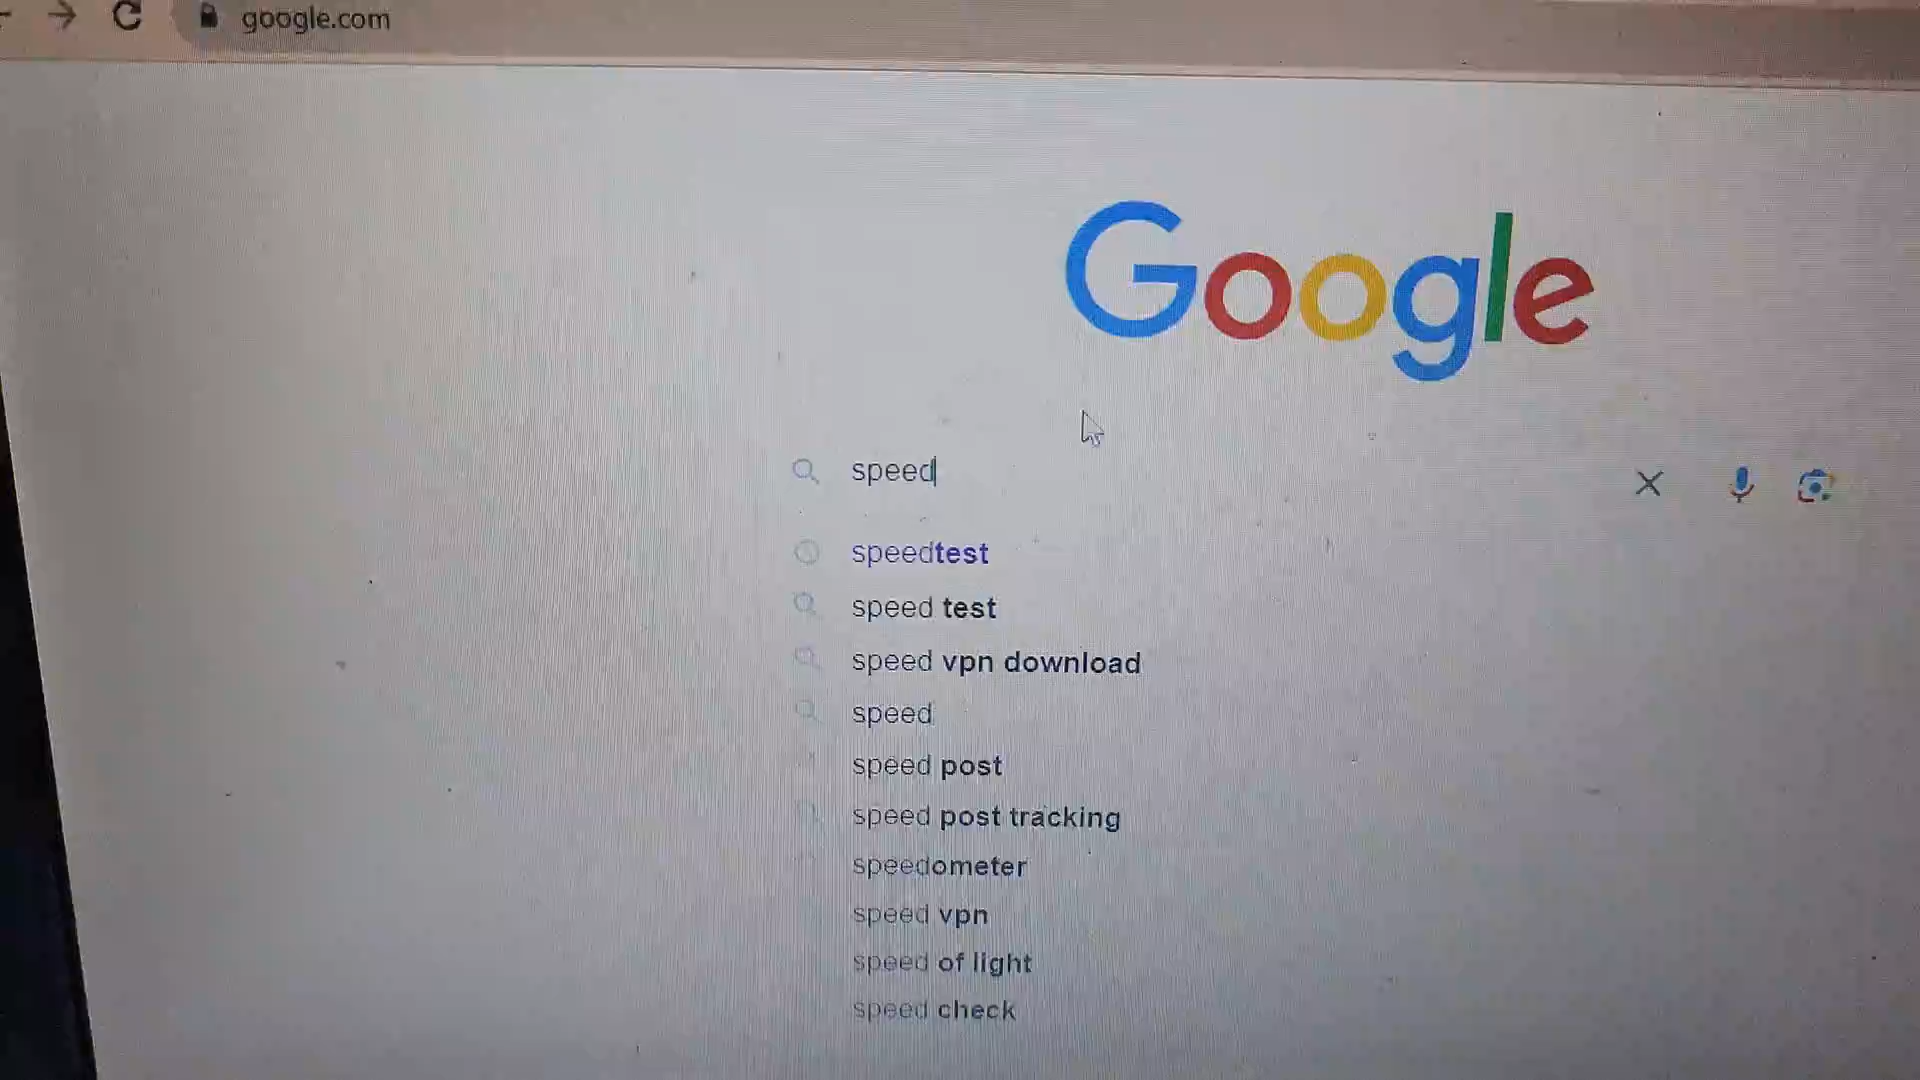 google.com
Google
speed
speedtest
speed test
speed vpn download
speed
speed post
speed post tracking
speedometer
speed vpn
speed of light
speed check